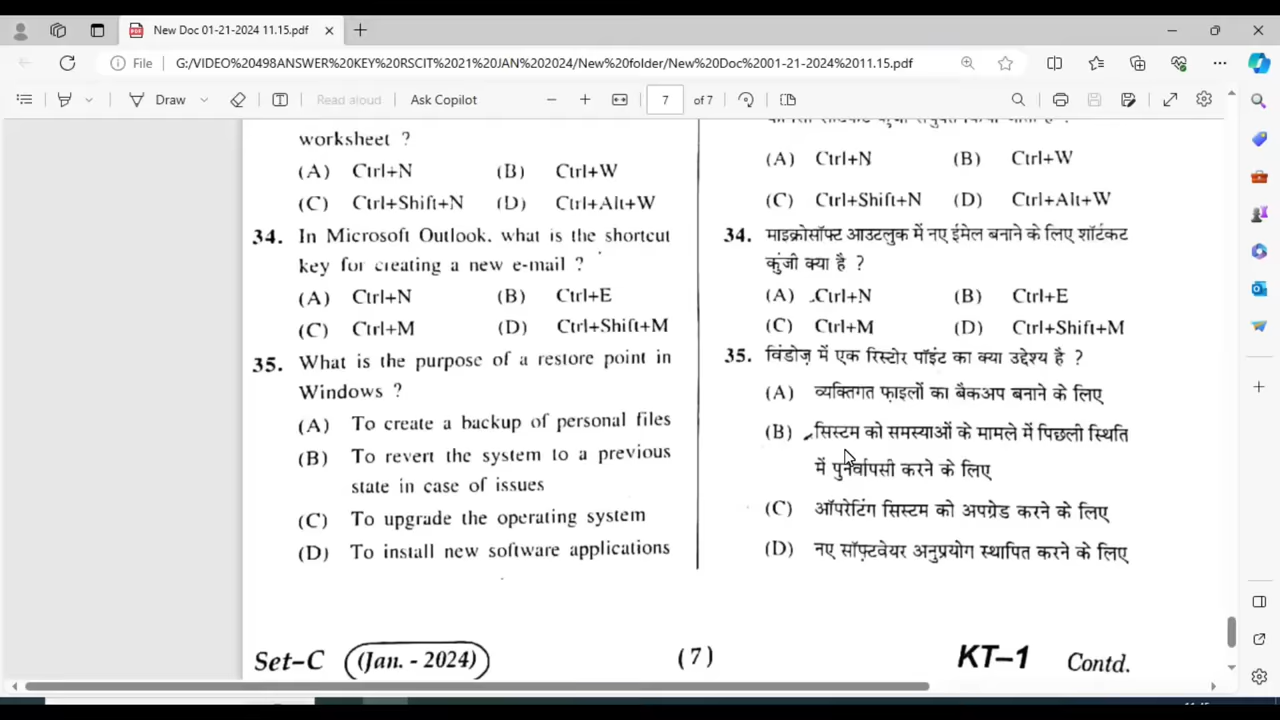 New Doc 01-21-2024 11.15.pdf
File G:/VIDEO%20498ANSWER%20KEY%20RSCIT%2021%20JAN%202024/New%20folder/New%20Doc%2001-21-2024%2011.15.pdf
Draw Read aloud Ask Copilot 7 of 7
worksheet ?
(A) Ctrl+N (B) Ctrl+W
(C) Ctrl+Shift+N (D) Ctrl+Alt+W
34. In Microsoft Outlook, what is the shortcut
key for creating a new e-mail ?
(A) Ctrl+N (B) Ctrl+E
(C) Ctrl+M (D) Ctrl+Shift+M
35. What is the purpose of a restore point in
Windows ?
(A) To create a backup of personal files
(B) To revert the system to a previous
state in case of issues
(C) To upgrade the operating system
(D) To install new software applications
(A) Ctrl+N (B) Ctrl+W
(C) Ctrl+Shift+N (D) Ctrl+Alt+W
34. माइक्रोसॉफ्ट आउटलुक में नए ईमेल बनाने के लिए शॉर्टकट
कुंजी क्या है ?
(A) Ctrl+N (B) Ctrl+E
(C) Ctrl+M (D) Ctrl+Shift+M
35. विंडोज़ में एक रिस्टोर पॉइंट का क्या उद्देश्य है ?
(A) व्यक्तिगत फ़ाइलों का बैकअप बनाने के लिए
(B) सिस्टम को समस्याओं के मामले में पिछली स्थिति
में पुनर्वापसी करने के लिए
(C) ऑपरेटिंग सिस्टम को अपग्रेड करने के लिए
(D) नए सॉफ़्टवेयर अनुप्रयोग स्थापित करने के लिए
Set-C (Jan. - 2024) (7) KT-1 Contd.